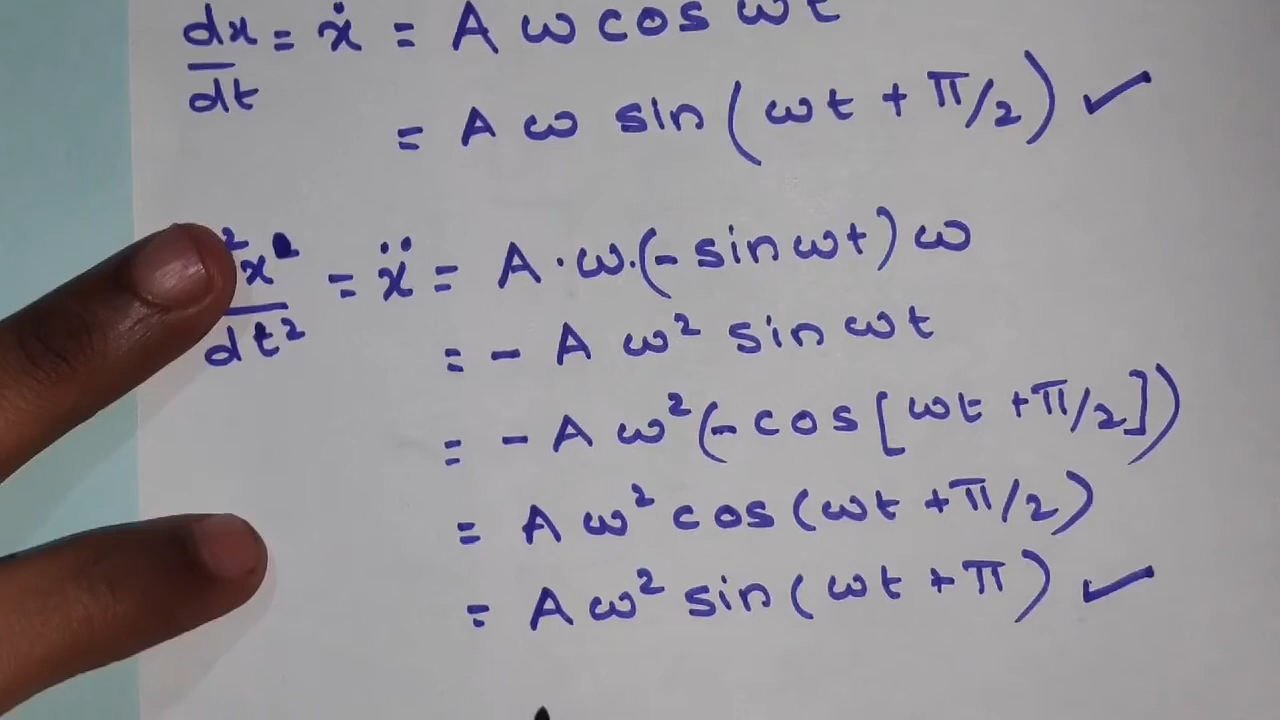 dx/dt = ẋ = A ω cos ωt
= A ω sin (ωt + π/2) ✓
²x/dt² = ẍ = A·ω·(-sin ωt) ω
= - A ω² sin ωt
= - A ω² (-cos [ωt + π/2])
= A ω² cos (ωt + π/2)
= A ω² sin (ωt + π) ✓